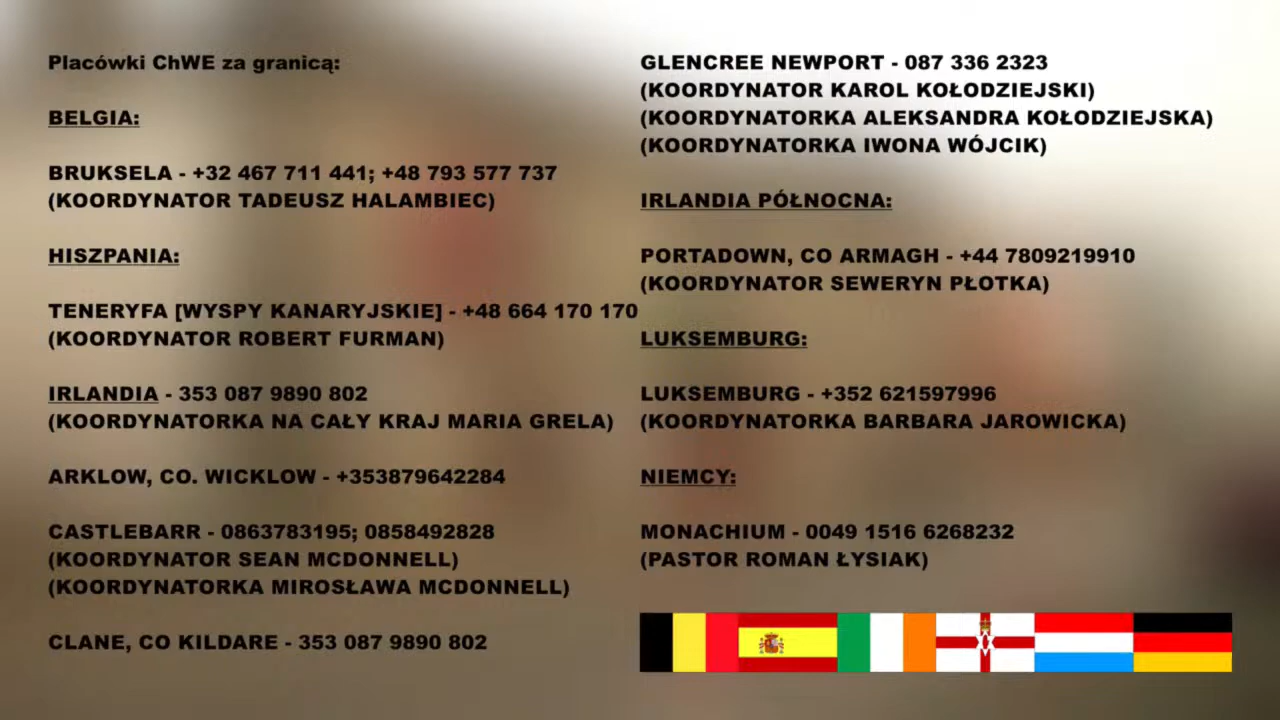 Placówki ChWE za granicą:
BELGIA:
BRUKSELA - +32 467 711 441; +48 793 577 737
(KOORDYNATOR TADEUSZ HALAMBIEC)
HISZPANIA:
TENERYFA [WYSPY KANARYJSKIE] - +48 664 170 170
(KOORDYNATOR ROBERT FURMAN)
IRLANDIA - 353 087 9890 802
(KOORDYNATORKA NA CAŁY KRAJ MARIA GRELA)
ARKLOW, CO. WICKLOW - +353879642284
CASTLEBARR - 0863783195; 0858492828
(KOORDYNATOR SEAN MCDONNELL)
(KOORDYNATORKA MIROSŁAWA MCDONNELL)
CLANE, CO KILDARE - 353 087 9890 802
GLENCREE NEWPORT - 087 336 2323
(KOORDYNATOR KAROL KOŁODZIEJSKI)
(KOORDYNATORKA ALEKSANDRA KOŁODZIEJSKA)
(KOORDYNATORKA IWONA WÓJCIK)
IRLANDIA PÓŁNOCNA:
PORTADOWN, CO ARMAGH - +44 7809219910
(KOORDYNATOR SEWERYN PŁOTKA)
LUKSEMBURG:
LUKSEMBURG - +352 621597996
(KOORDYNATORKA BARBARA JAROWICKA)
NIEMCY:
MONACHIUM - 0049 1516 6268232
(PASTOR ROMAN ŁYSIAK)